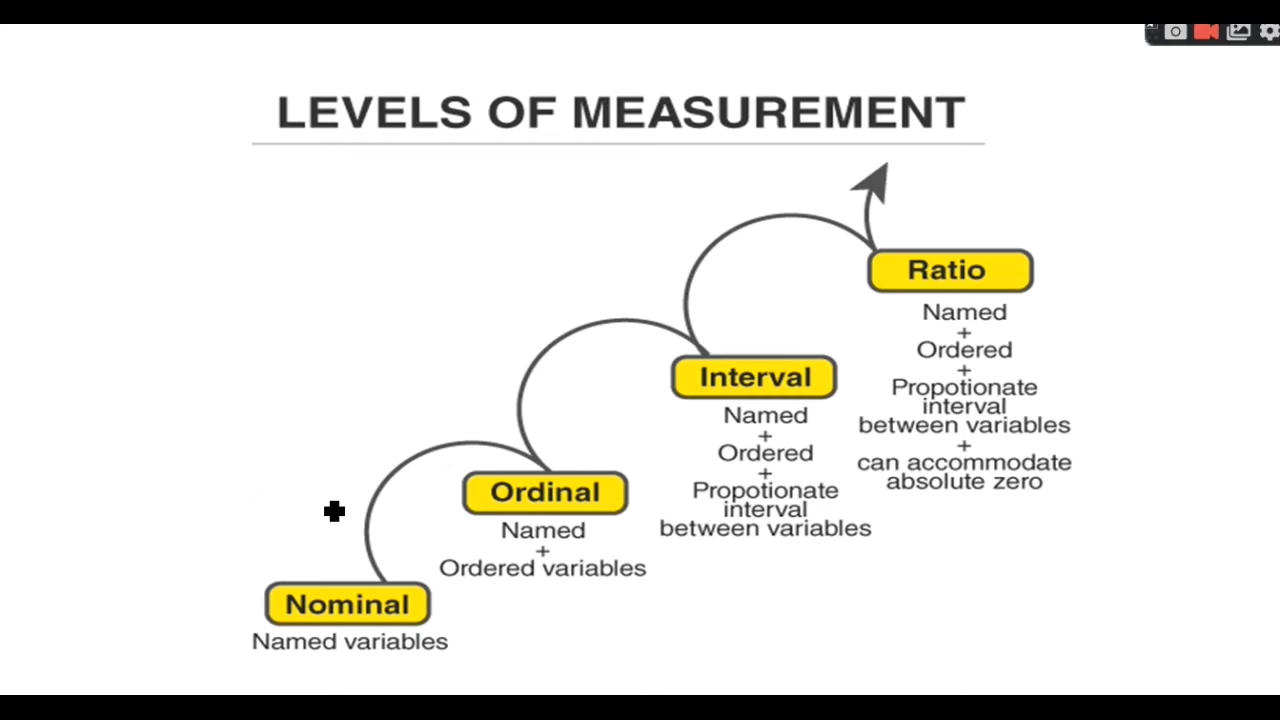 LEVELS OF MEASUREMENT
Ratio
Named
+
Ordered
+
Propotionate
interval
between variables
+
can accommodate
absolute zero
Interval
Named
+
Ordered
+
Propotionate
interval
between variables
Ordinal
Named
+
Ordered variables
Nominal
Named variables